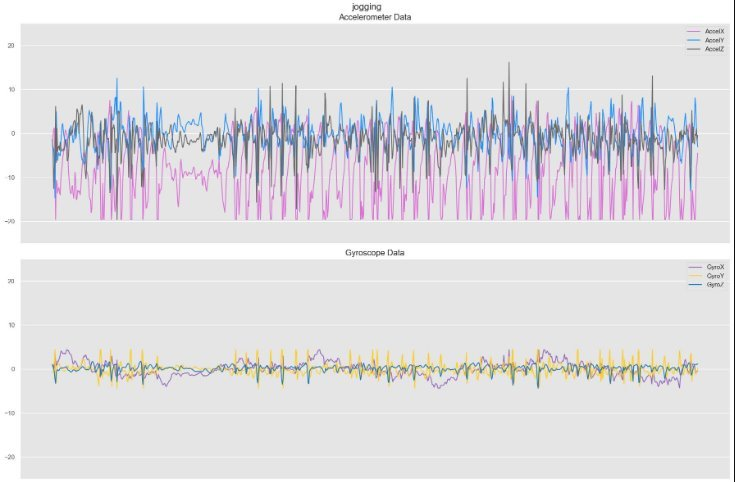 jogging
Accelerometer Data
AccelX
AccelY
AccelZ
20
10
0
−10
−20
Gyroscope Data
GyroX
GyroY
GyroZ
20
10
0
−10
−20